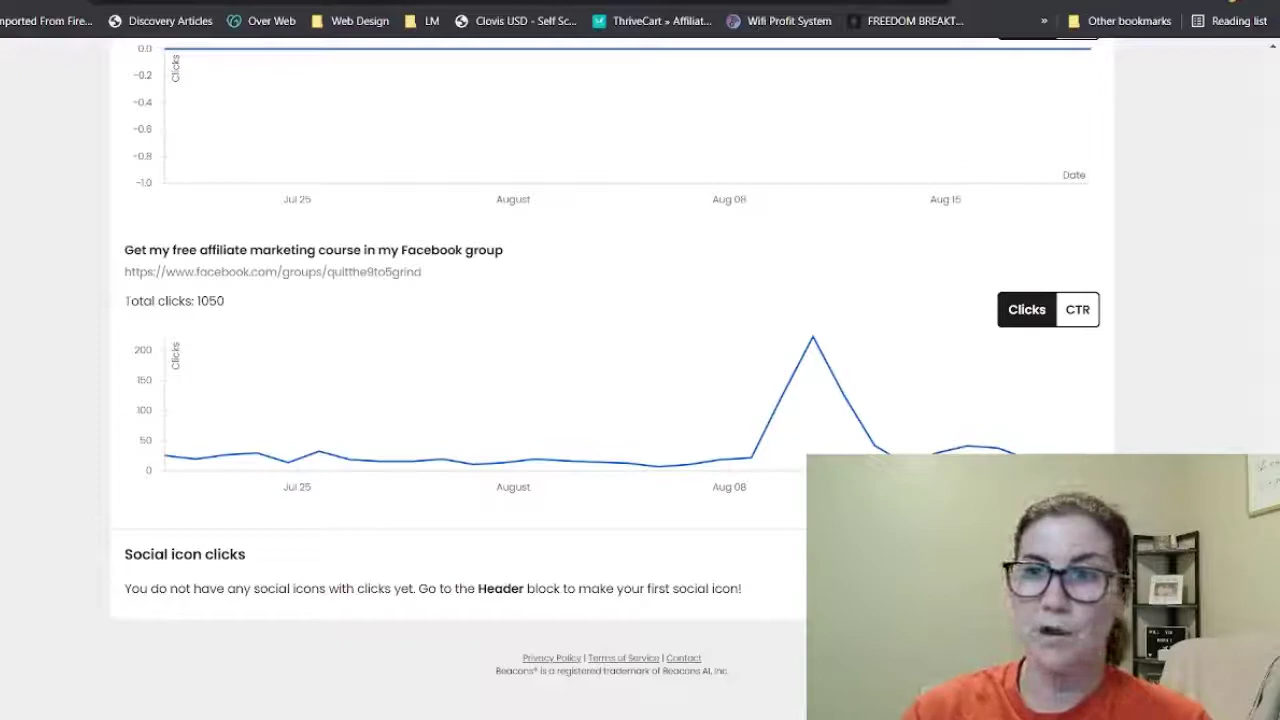 mported From Fire... Discovery Articles Over Web Web Design LM Clovis USD - Self Sc... ThriveCart » Affiliat... Wifi Profit System FREEDOM BREAKT... » Other bookmarks Reading list
0.0
Clicks
-0.2
-0.4
-0.6
-0.8
-1.0
Date
Jul 25 August Aug 08 Aug 15
Get my free affiliate marketing course in my Facebook group
https://www.facebook.com/groups/quitthe9to5grind
Total clicks: 1050
Clicks CTR
200
Clicks
150
100
50
0
Jul 25 August Aug 08
Social icon clicks
You do not have any social icons with clicks yet. Go to the Header block to make your first social icon!
Privacy Policy | Terms of Service | Contact
Beacons® is a registered trademark of Beacons AI, Inc.
WILL YOU